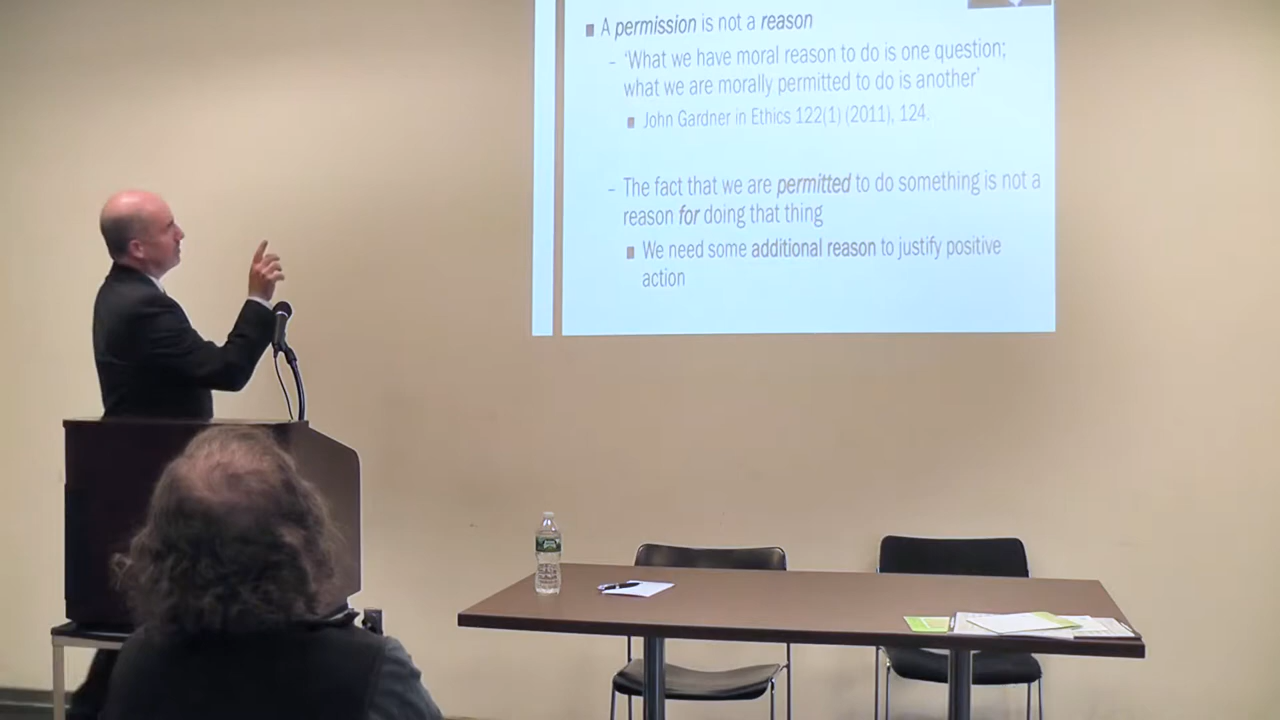 A permission is not a reason
– 'What we have moral reason to do is one question;
what we are morally permitted to do is another'
John Gardner in Ethics 122(1) (2011), 124.
– The fact that we are permitted to do something is not a
reason for doing that thing
We need some additional reason to justify positive
action